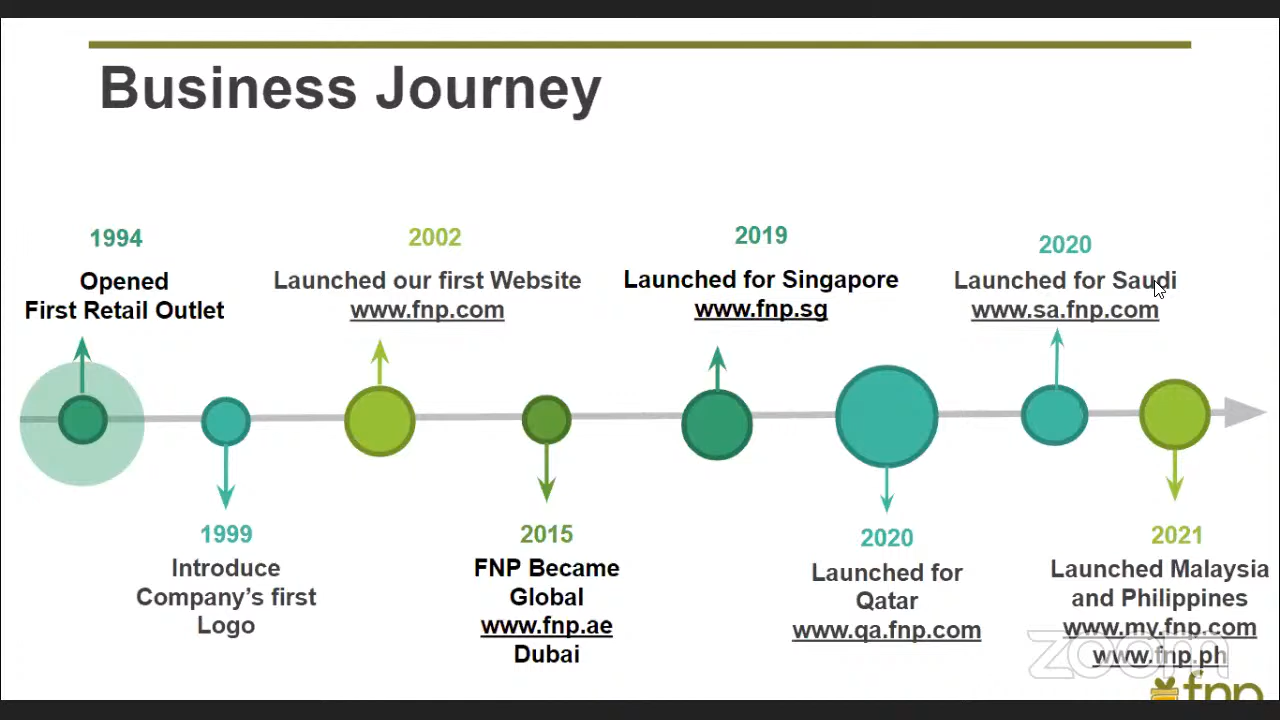 Business Journey
1994
Opened
First Retail Outlet
1999
Introduce
Company's first
Logo
2002
Launched our first Website
www.fnp.com
2015
FNP Became
Global
www.fnp.ae
Dubai
2019
Launched for Singapore
www.fnp.sg
2020
Launched for
Qatar
www.qa.fnp.com
2020
Launched for Saudi
www.sa.fnp.com
2021
Launched Malaysia
and Philippines
www.my.fnp.com
www.fnp.ph
zoom
fnp